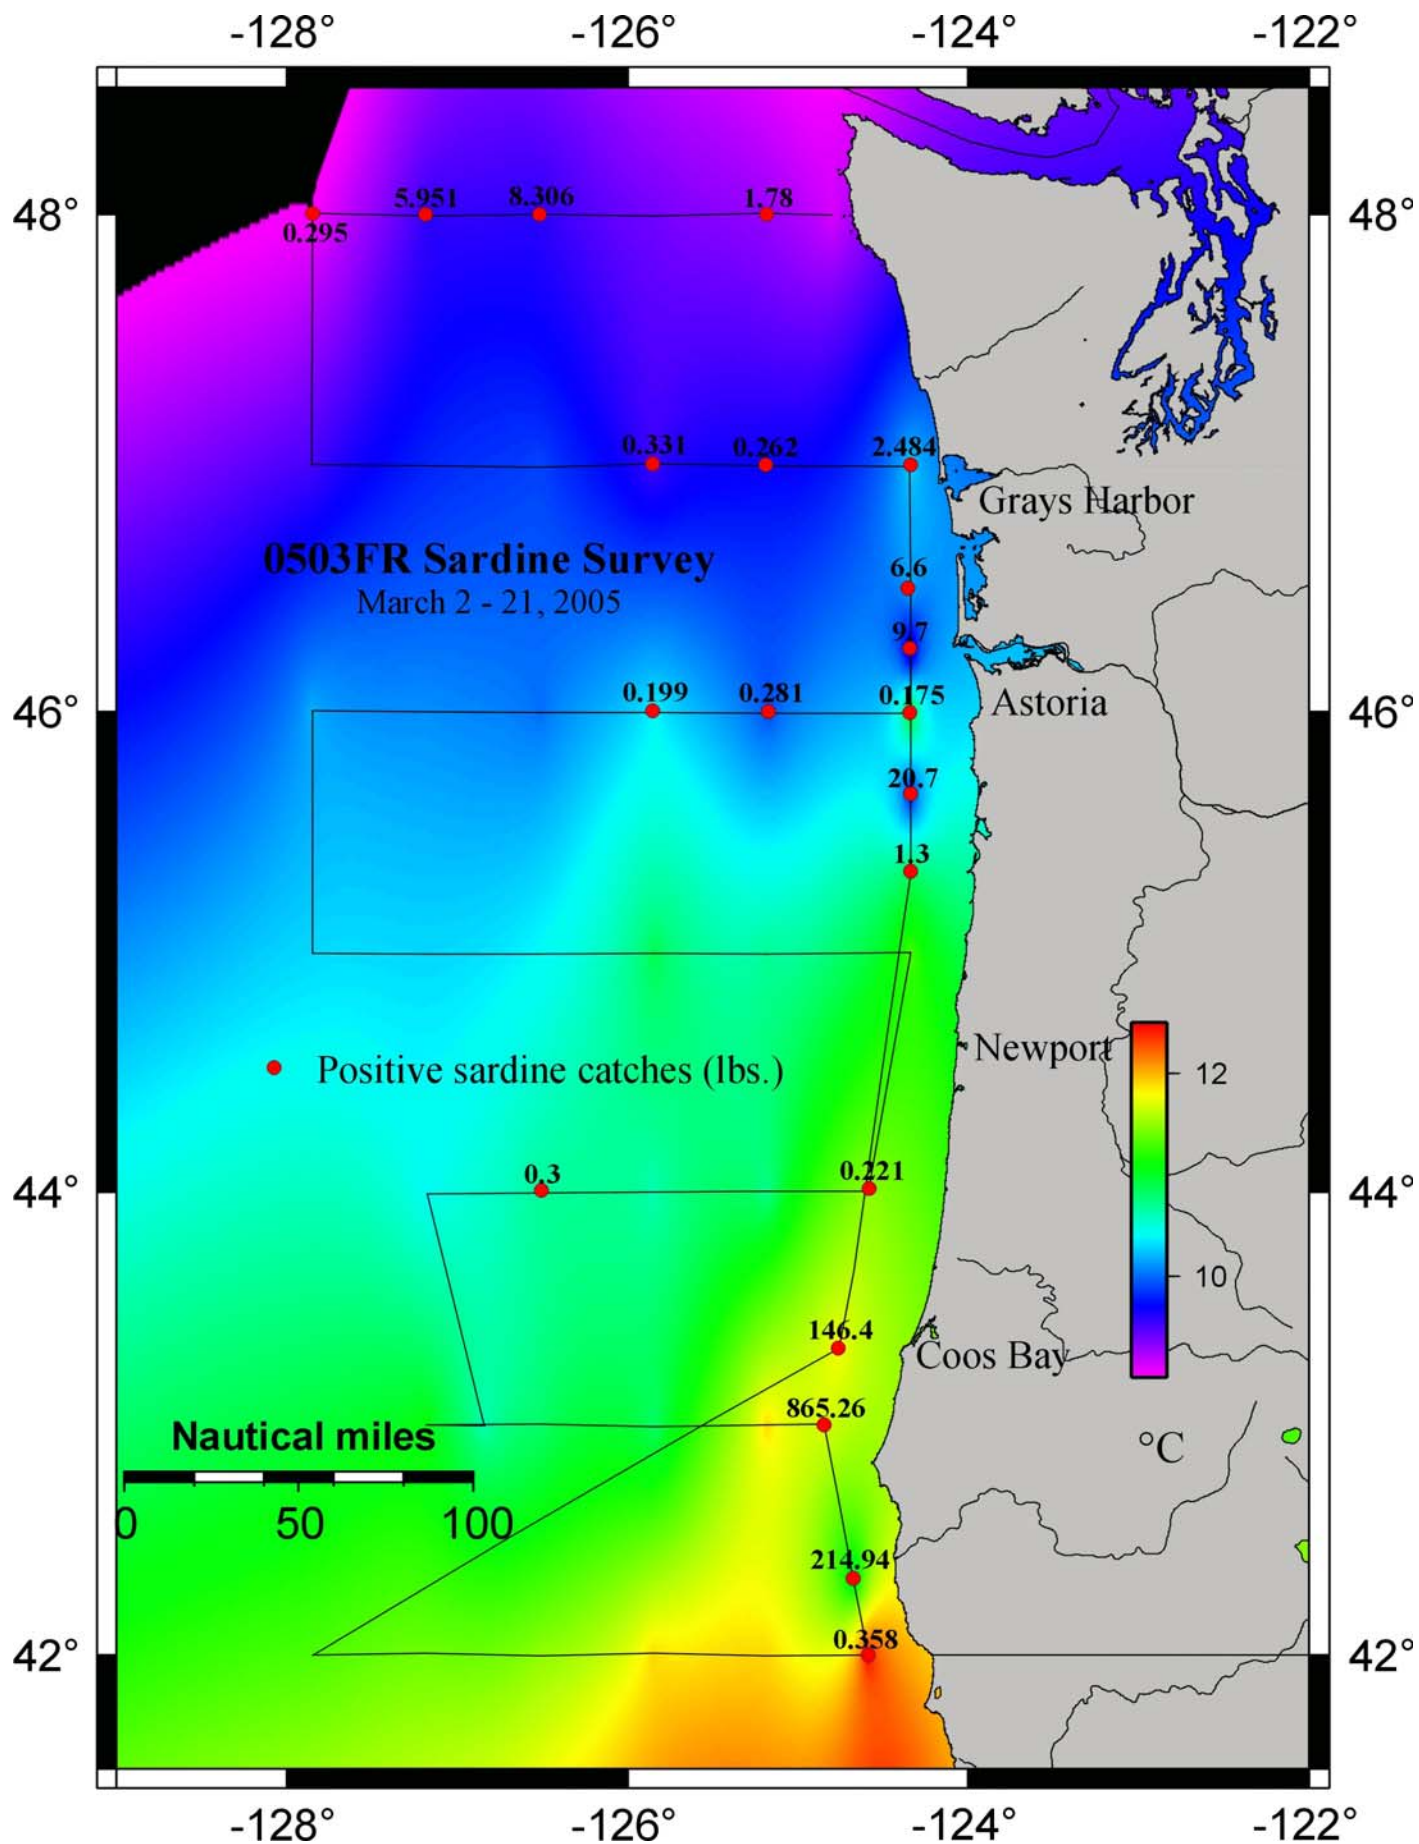 -128° -126° -124° -122°
5.951 8.306 1.78
48° 48°
0.295
0.331 0.262 2.484
Grays Harbor
0503FR Sardine Survey
6.6
March 2 - 21, 2005
9.7
0.199 0.281 0.175
46° Astoria 46°
20.7
1.3
Newport
Positive sardine catches (lbs.) 12
0.3 0.221
44° 44°
10
146.4
Coos Bay
865.26
Nautical miles °C
0 50 100
214.94
0.358
42° 42°
-128° -126° -124° -122°